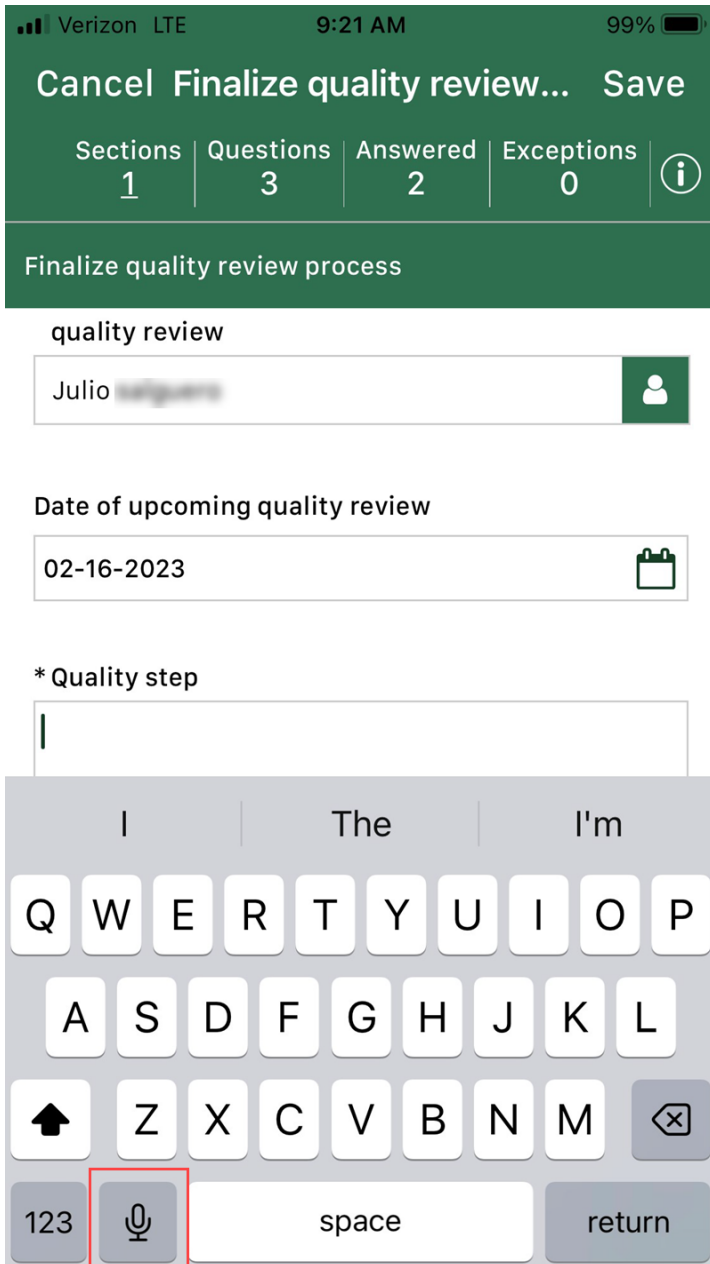 Verizon LTE 9:21 AM 99%
Cancel Finalize quality review... Save
Sections Questions Answered Exceptions
1 3 2 0
Finalize quality review process
quality review
Julio
Date of upcoming quality review
02-16-2023
* Quality step
I The I'm
Q W E R T Y U I O P
A S D F G H J K L
Z X C V B N M
123 space return